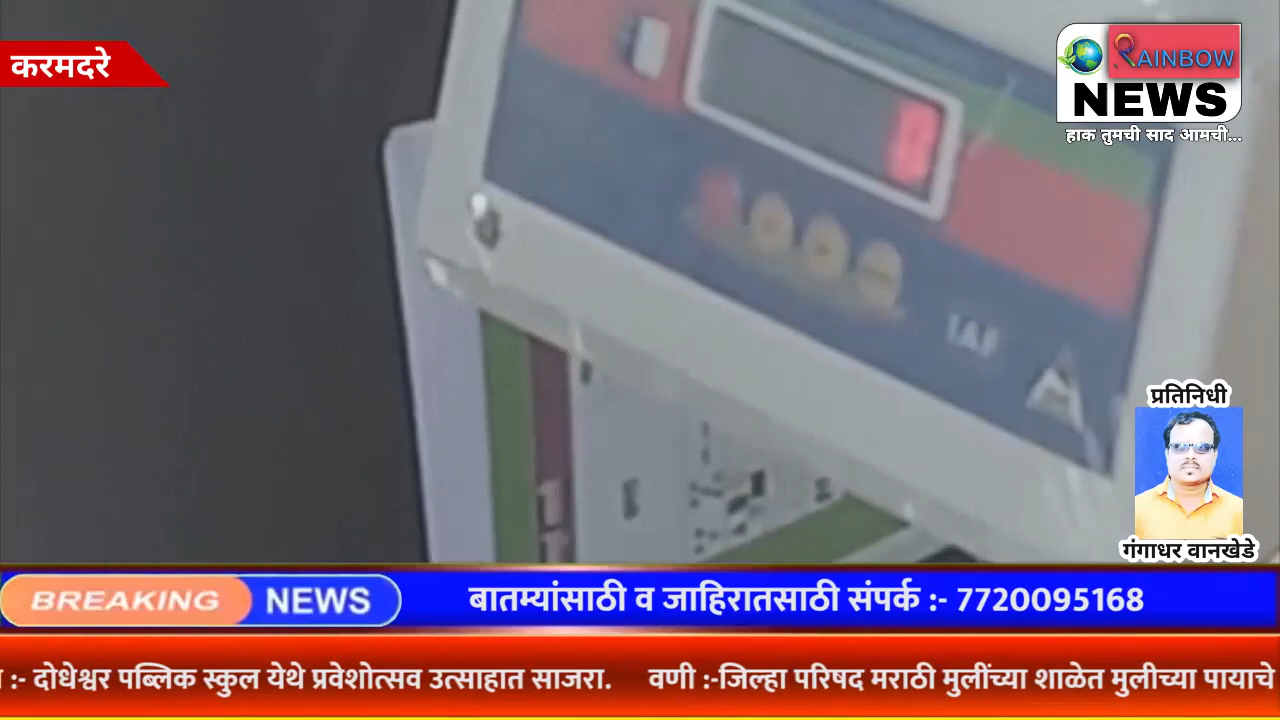 करमदरे
RAINBOW
NEWS
हाक तुमची साद आमची...
प्रतिनिधी
गंगाधर वानखेडे
BREAKING NEWS
बातम्यांसाठी व जाहिरातसाठी संपर्क :- 7720095168
:- दोधेश्वर पब्लिक स्कुल येथे प्रवेशोत्सव उत्साहात साजरा. वणी :-जिल्हा परिषद मराठी मुलींच्या शाळेत मुलीच्या पायाचे